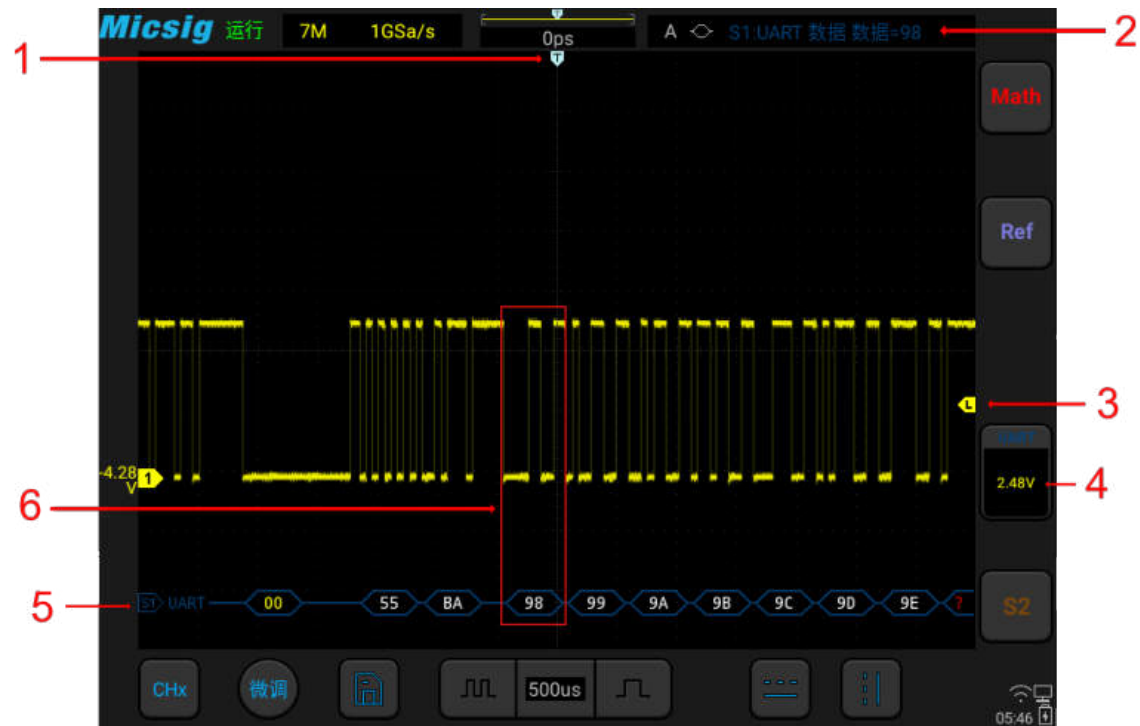 Micsig 运行 7M 1GSa/s 0ps A S1:UART 数据 数据=98 2
T
1 T
Math
Ref
L 3
UART
-4.28 V 1
2.48V 4
6
5 S1 UART 00 55 BA 98 99 9A 9B 9C 9D 9E ?
S2
CHx 微调 500us
05:46